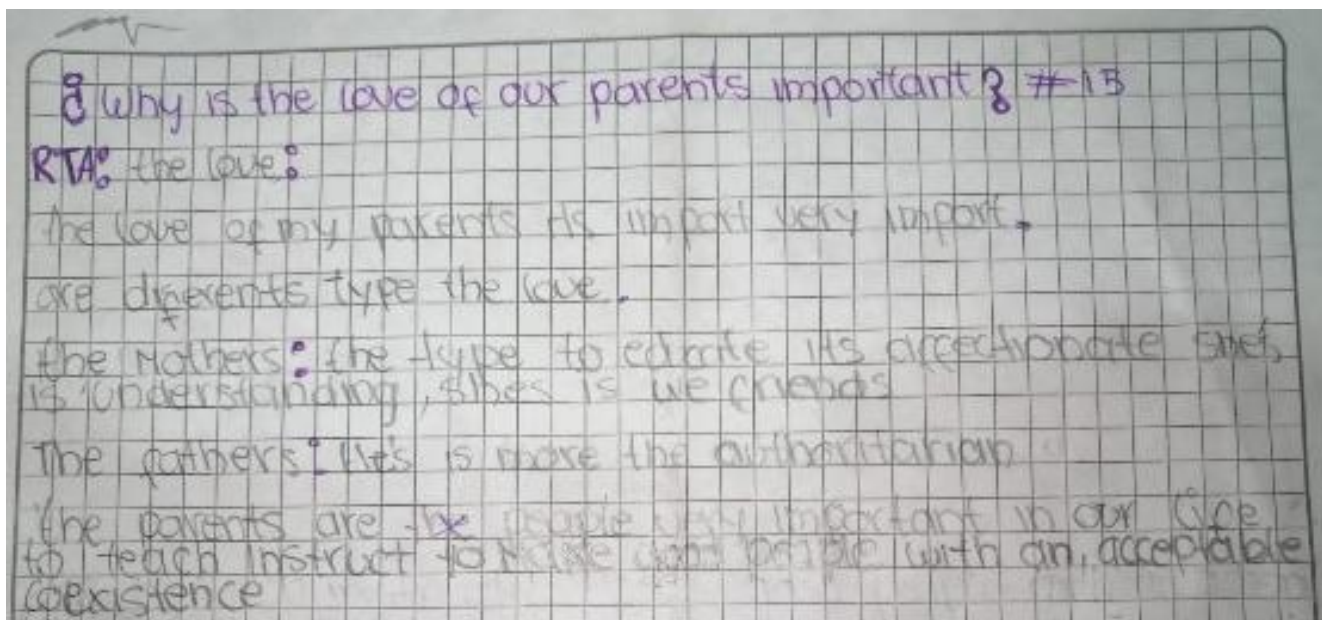 ¿Why is the love of our parents important? #15
RTA: the love:
the love of my parents is import very import.
are diferents type the love.
the Mothers: the type to educate its affectionate she's
is understanding, shes is we friends
The fathers: He's is more the authoritarian
the parents are the people very important in our life
to teach instruct to make good people with an, acceptable
coexistence